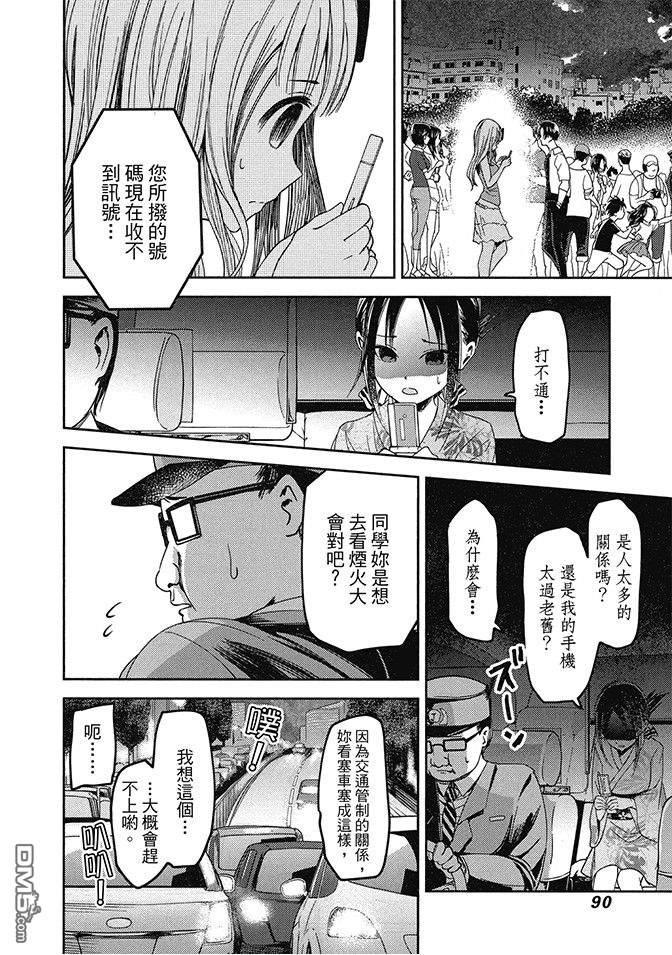 您所撥的號
碼現在收不
到訊號…
打不通…
是人太多的
關係嗎？
還是我的手機
太過老舊？
為什麼會…
ズーン
同學妳是想
去看煙火大
會對吧？
因為交通管制的關係，
妳看塞車塞成這樣，
噗！
我想這個…
…大概會趕
不上喲。
呃……
叭叭！
90
DM5.com